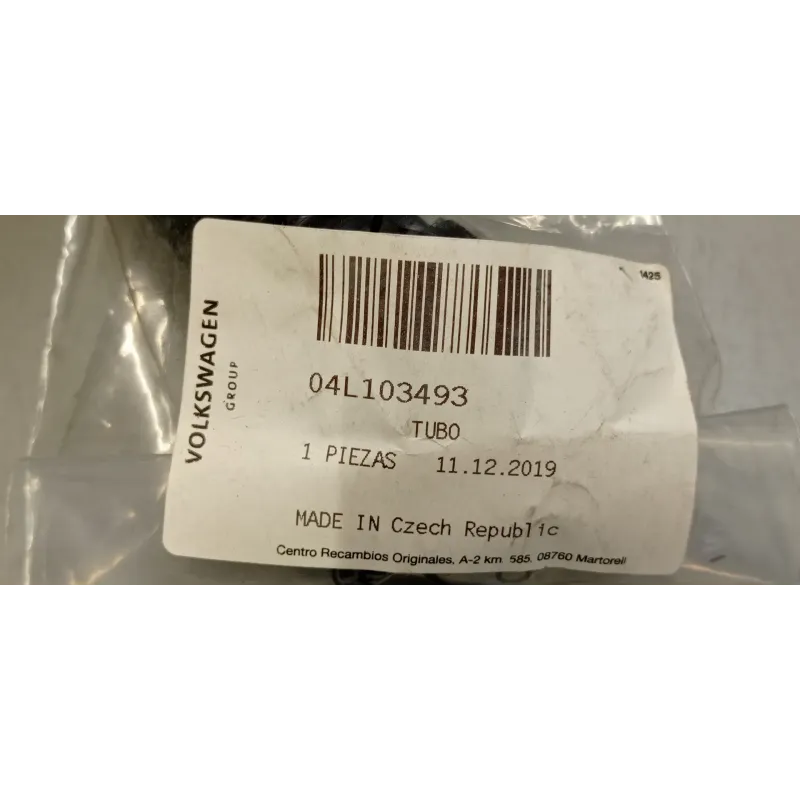 1425
VOLKSWAGEN
GROUP
04L103493
TUBO
1 PIEZAS 11.12.2019
MADE IN Czech Republic
Centro Recambios Originales, A-2 km 585, 08760 Martorell